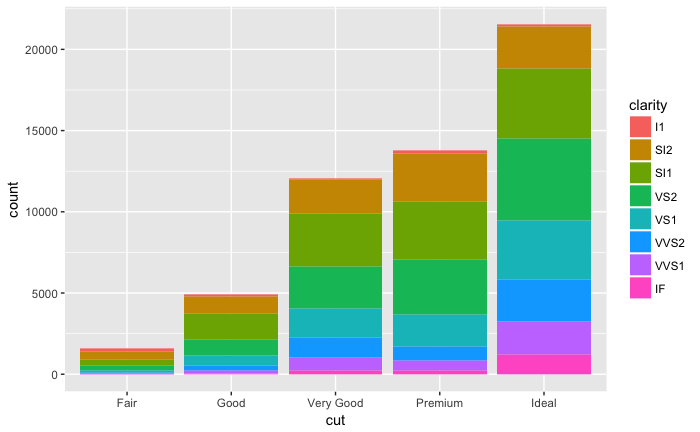 20000
15000
10000
5000
0
count
Fair Good Very Good Premium Ideal
cut
clarity
I1
SI2
SI1
VS2
VS1
VVS2
VVS1
IF